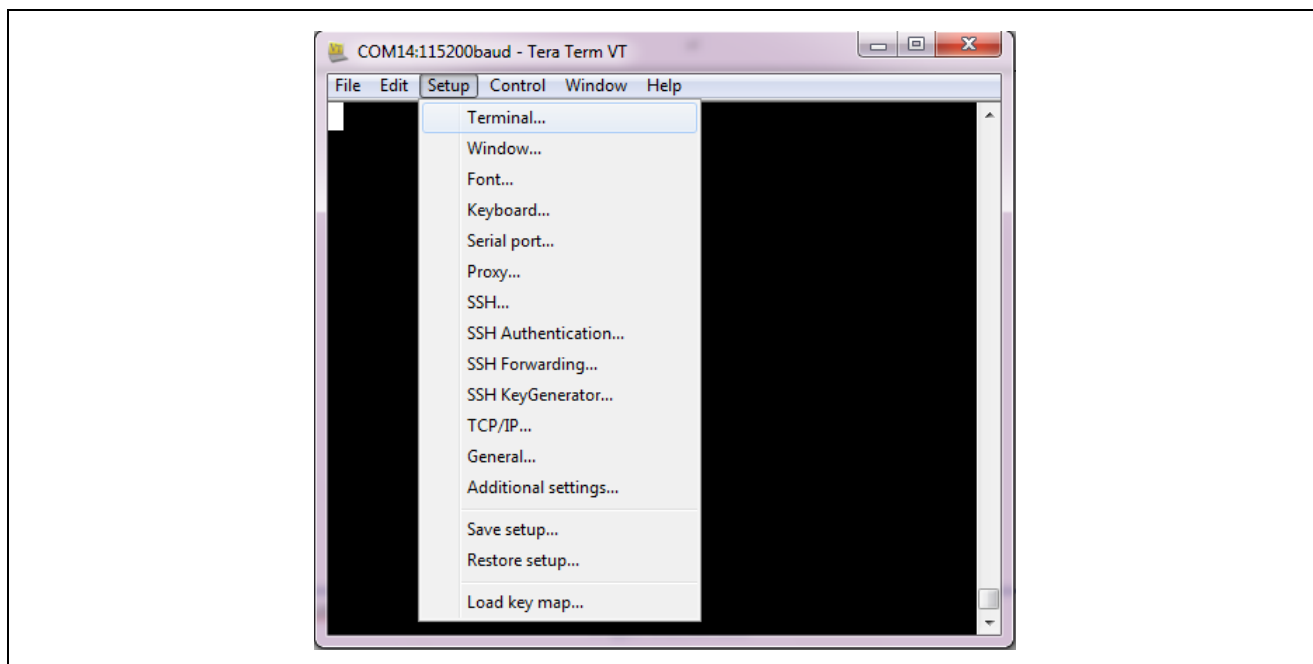 COM14:115200baud - Tera Term VT
File Edit Setup Control Window Help
Terminal...
Window...
Font...
Keyboard...
Serial port...
Proxy...
SSH...
SSH Authentication...
SSH Forwarding...
SSH KeyGenerator...
TCP/IP...
General...
Additional settings...
Save setup...
Restore setup...
Load key map...